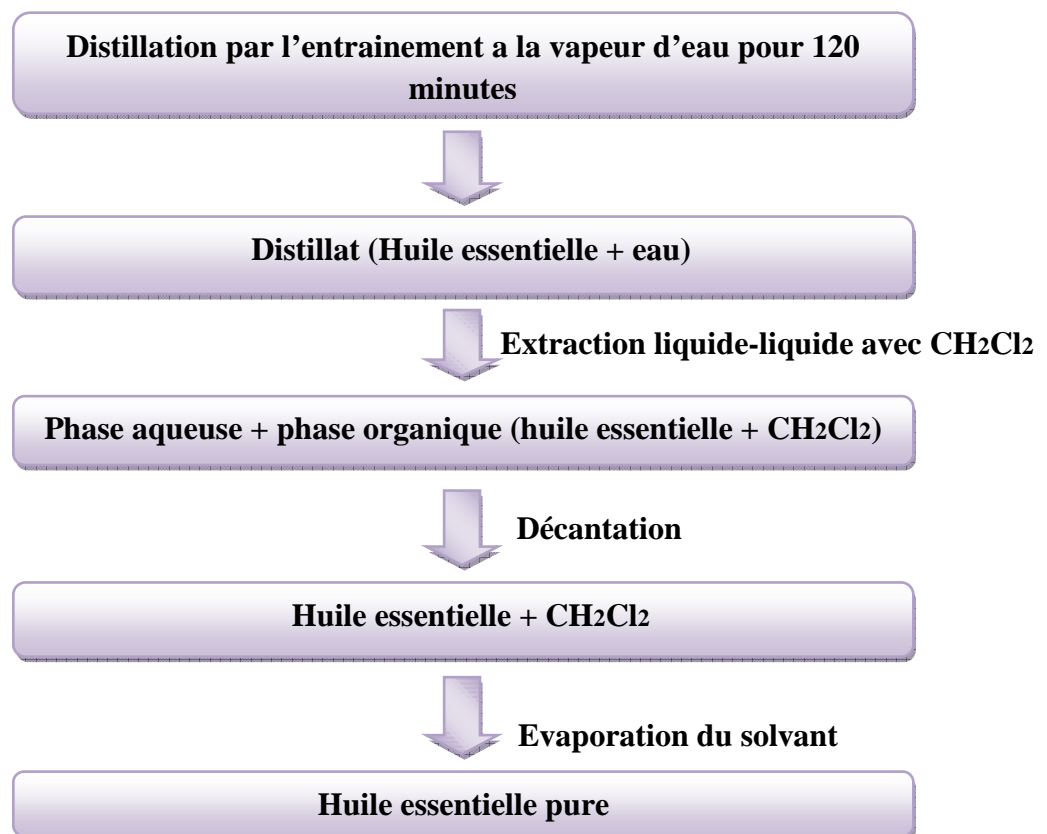 Distillation par l’entrainement a la vapeur d’eau pour 120
minutes
Distillat (Huile essentielle + eau)
Extraction liquide-liquide avec CH2Cl2
Phase aqueuse + phase organique (huile essentielle + CH2Cl2)
Décantation
Huile essentielle + CH2Cl2
Evaporation du solvant
Huile essentielle pure